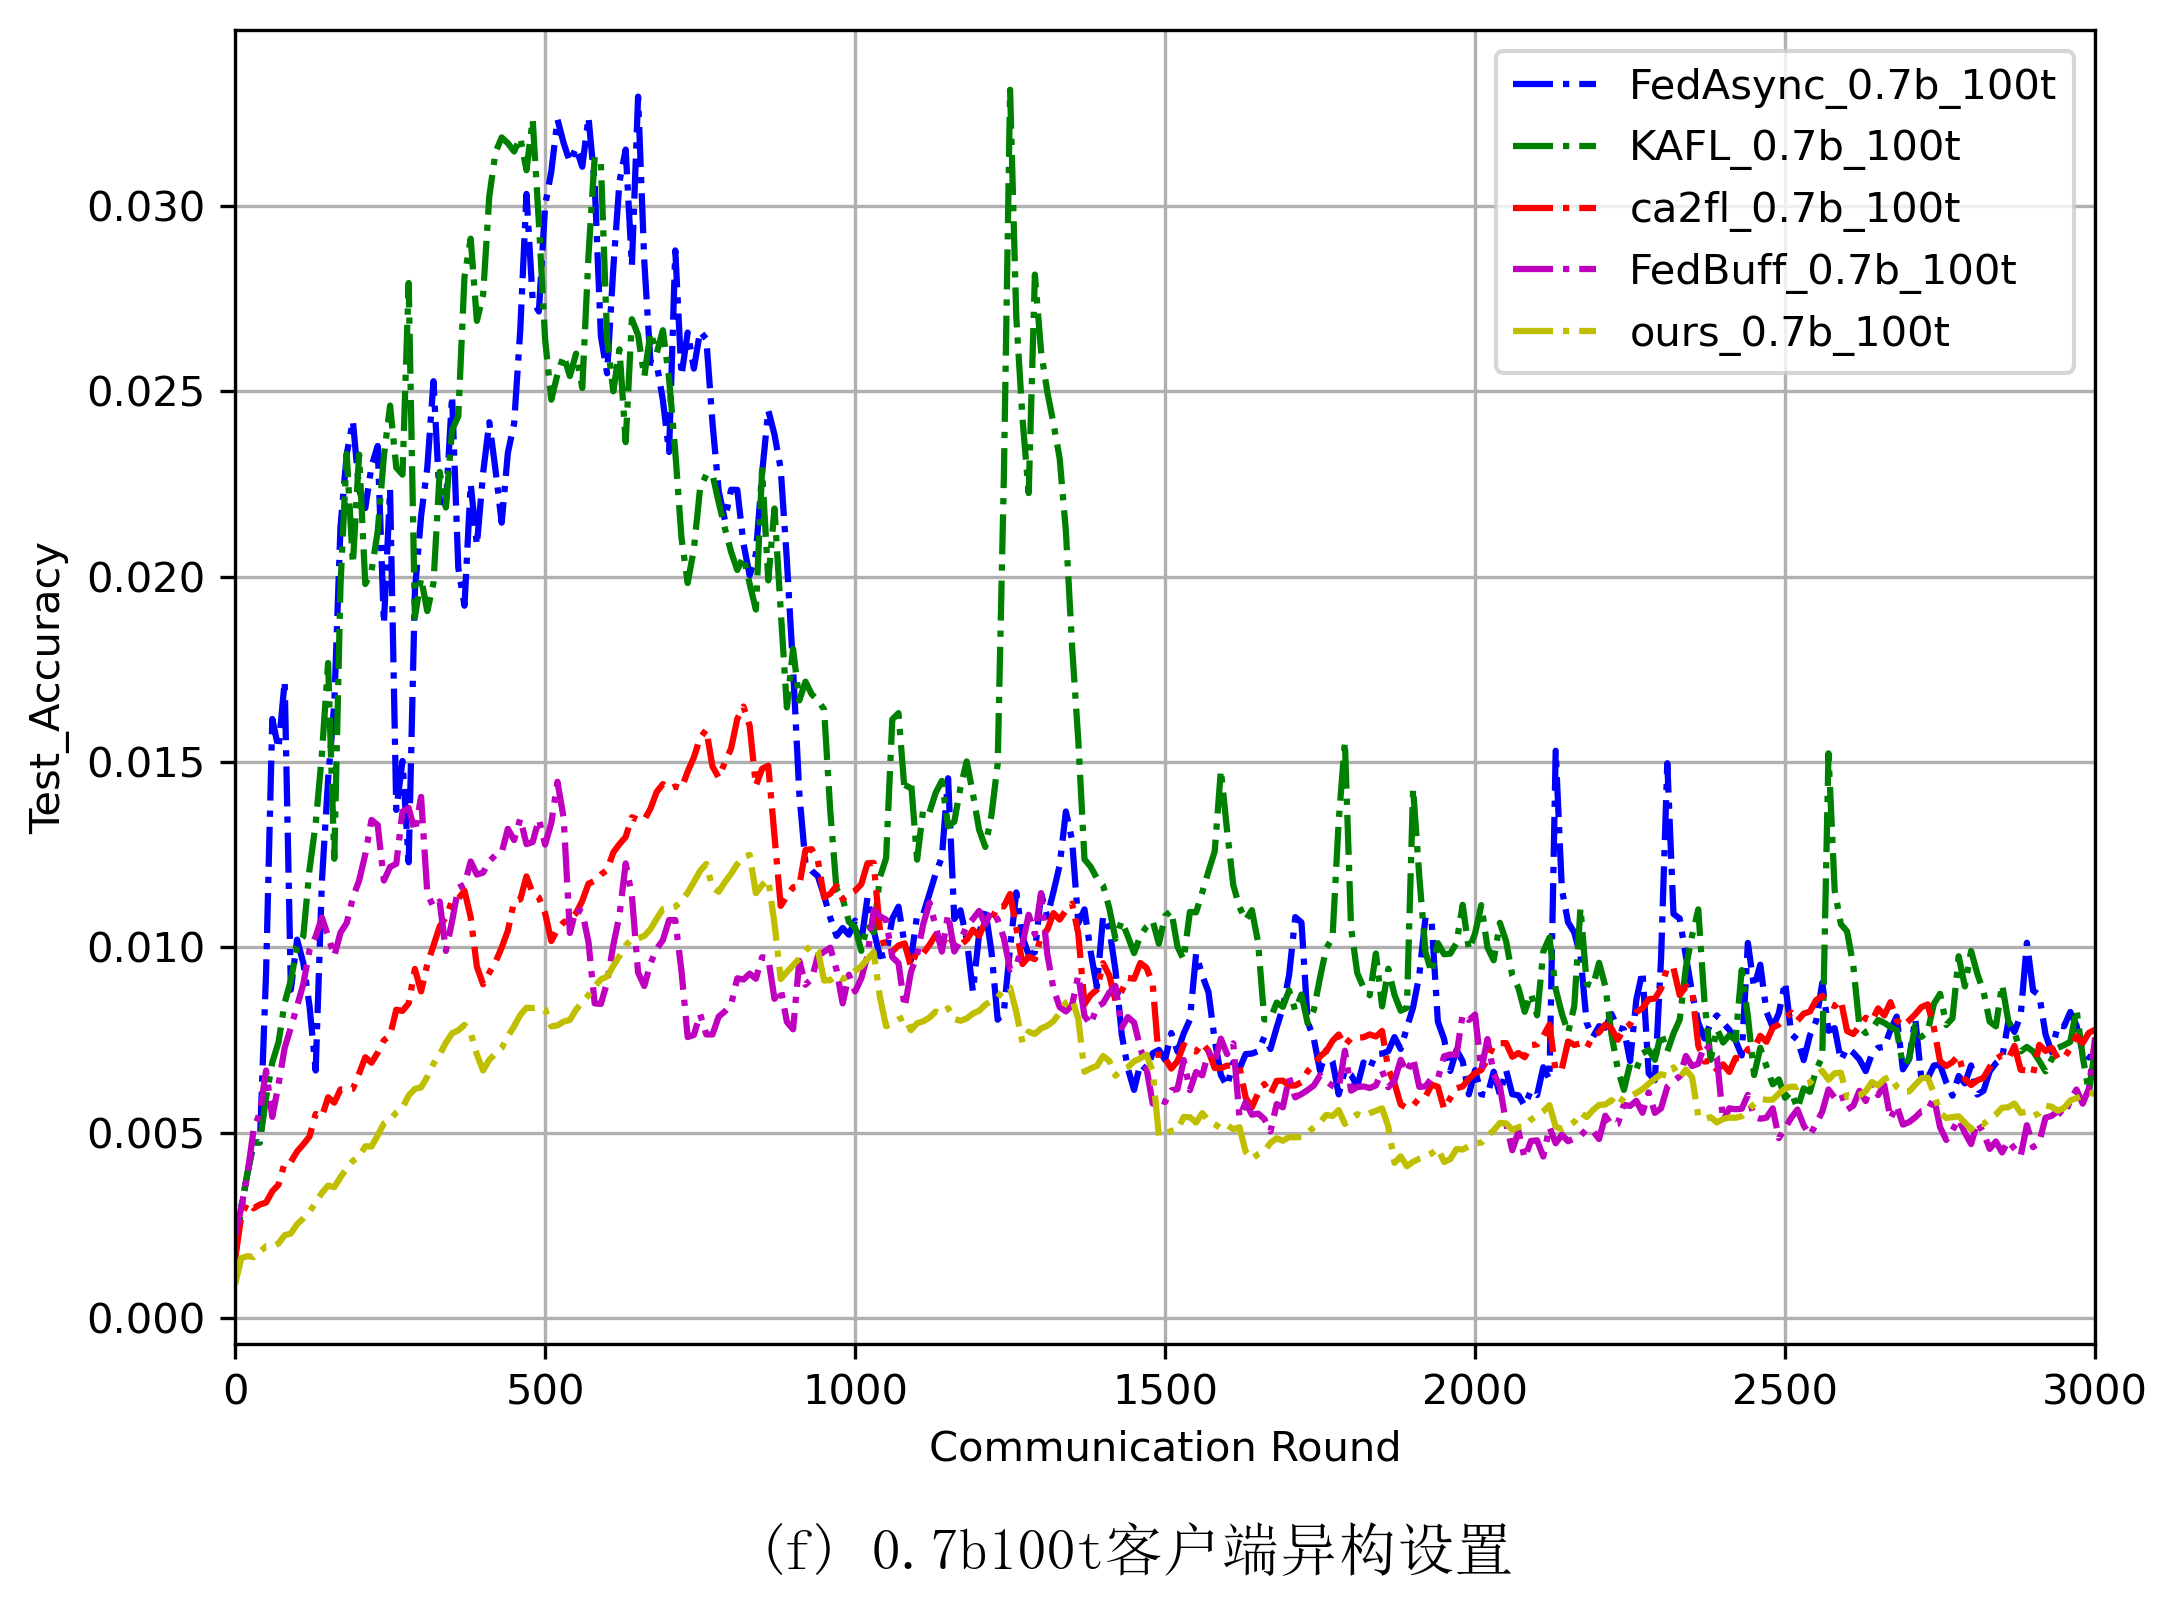 FedAsync_0.7b_100t
KAFL_0.7b_100t
ca2fl_0.7b_100t
FedBuff_0.7b_100t
ours_0.7b_100t
Test_Accuracy
0.030
0.025
0.020
0.015
0.010
0.005
0.000
0 500 1000 1500 2000 2500 3000
Communication Round
(f) 0.7b100t客户端异构设置